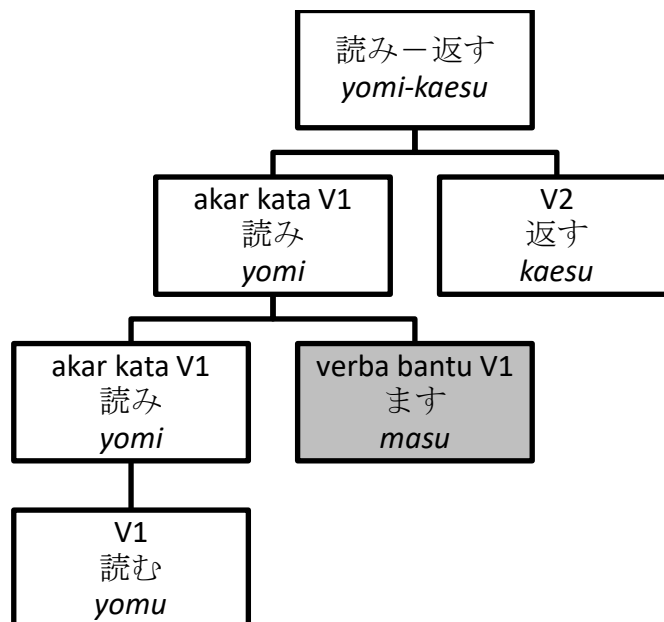 読み－返す
yomi-kaesu
akar kata V1
読み
yomi
V2
返す
kaesu
akar kata V1
読み
yomi
verba bantu V1
ます
masu
V1
読む
yomu